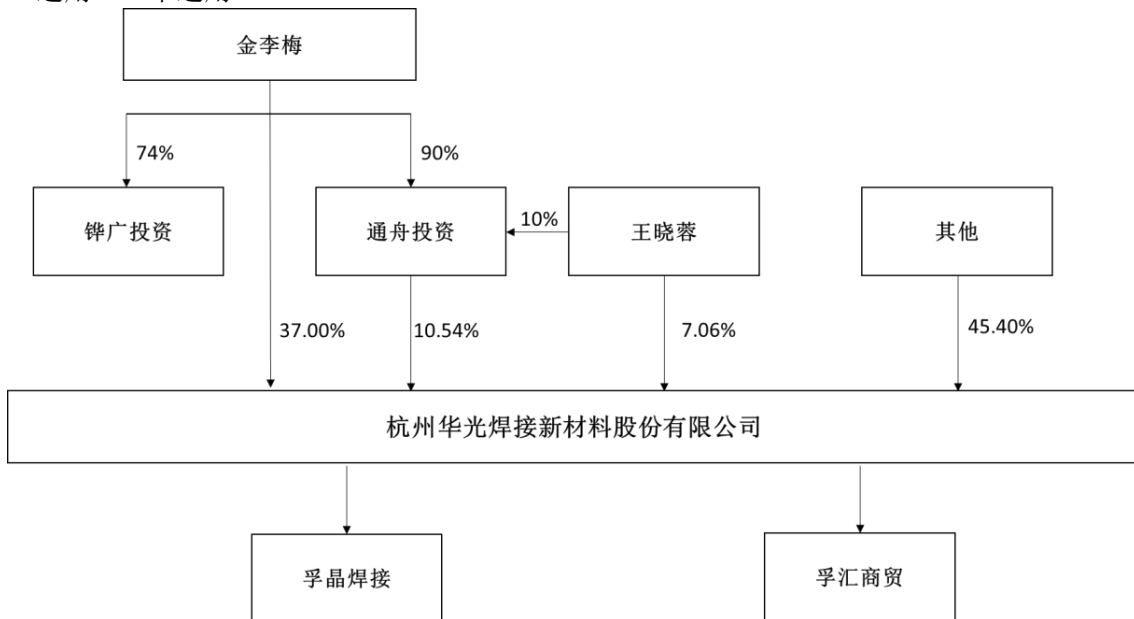 金李梅
74%
90%
铧广投资
通舟投资
10%
王晓蓉
其他
37.00%
10.54%
7.06%
45.40%
杭州华光焊接新材料股份有限公司
孚晶焊接
孚汇商贸